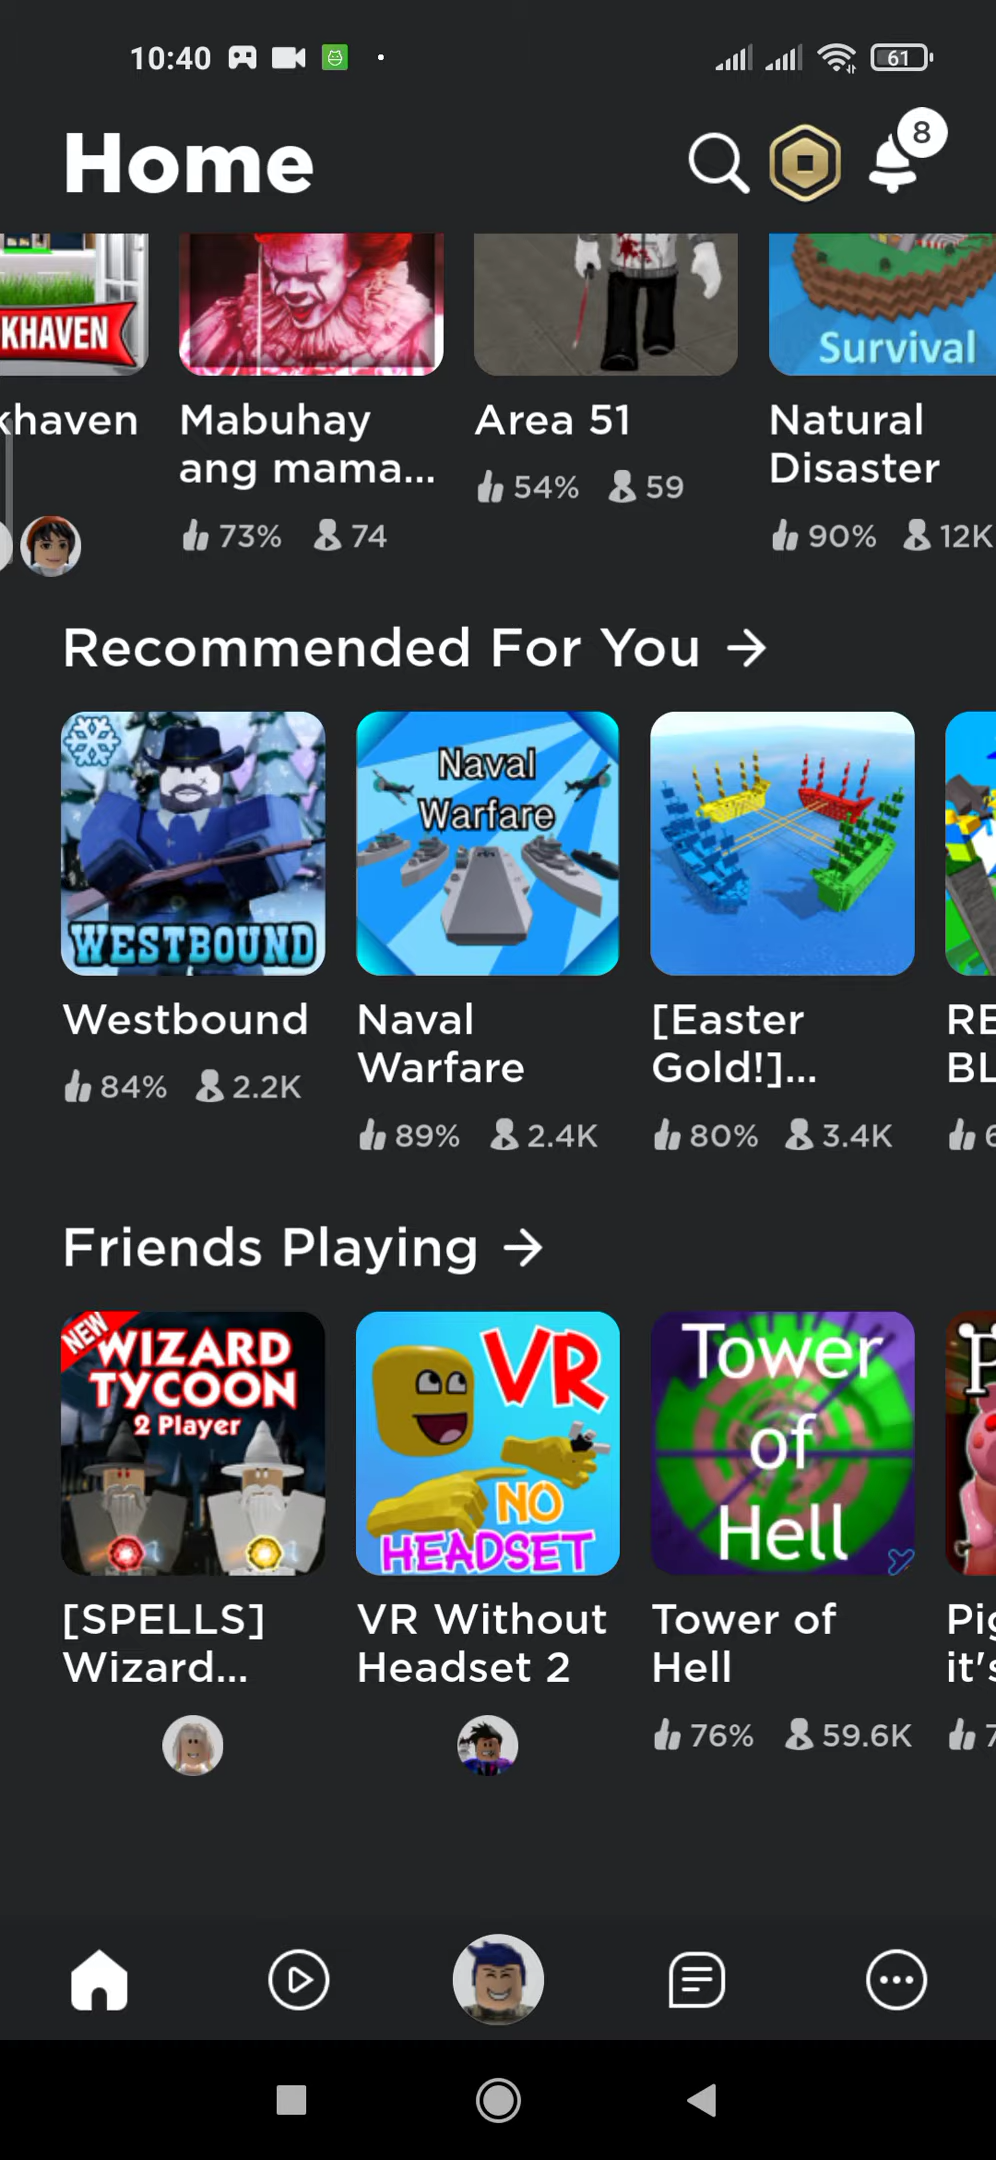 10:40
61
Home
8
KHAVEN
Survival
khaven
Mabuhay
ang mama...
73% 74
Area 51
54% 59
Natural
Disaster
90% 12K
Recommended For You →
WESTBOUND
Naval
Warfare
Westbound
84% 2.2K
Naval
Warfare
89% 2.4K
[Easter
Gold!]...
80% 3.4K
RE
BL
6
Friends Playing →
NEW
WIZARD
TYCOON
2 Player
VR
NO
HEADSET
Tower
of
Hell
P
[SPELLS]
Wizard...
VR Without
Headset 2
Tower of
Hell
76% 59.6K
Pig
it's
7